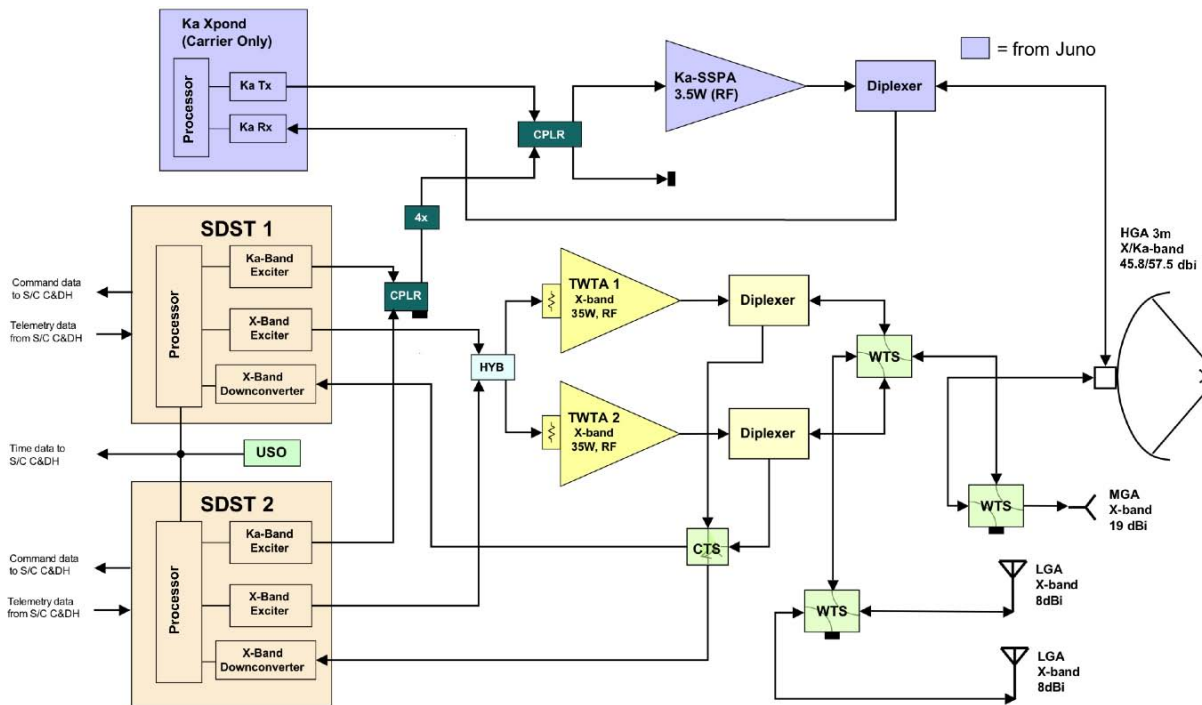 Ka Xpond
(Carrier Only)
Processor
Ka Tx
Ka Rx
CPLR
Ka-SSPA
3.5W (RF)
Diplexer
= from Juno
4x
HGA 3m
X/Ka-band
45.8/57.5 dbi
SDST 1
Processor
Ka-Band
Exciter
X-Band
Exciter
X-Band
Downconverter
Command data
to S/C C&DH
Telemetry data
from S/C C&DH
CPLR
HYB
TWTA 1
X-band
35W, RF
Diplexer
WTS
TWTA 2
X-band
35W, RF
Diplexer
Time data to
S/C C&DH
USO
WTS
MGA
X-band
19 dBi
SDST 2
Processor
Ka-Band
Exciter
X-Band
Exciter
X-Band
Downconverter
Command data
to S/C C&DH
Telemetry data
from S/C C&DH
CTS
WTS
LGA
X-band
8dBi
LGA
X-band
8dBi